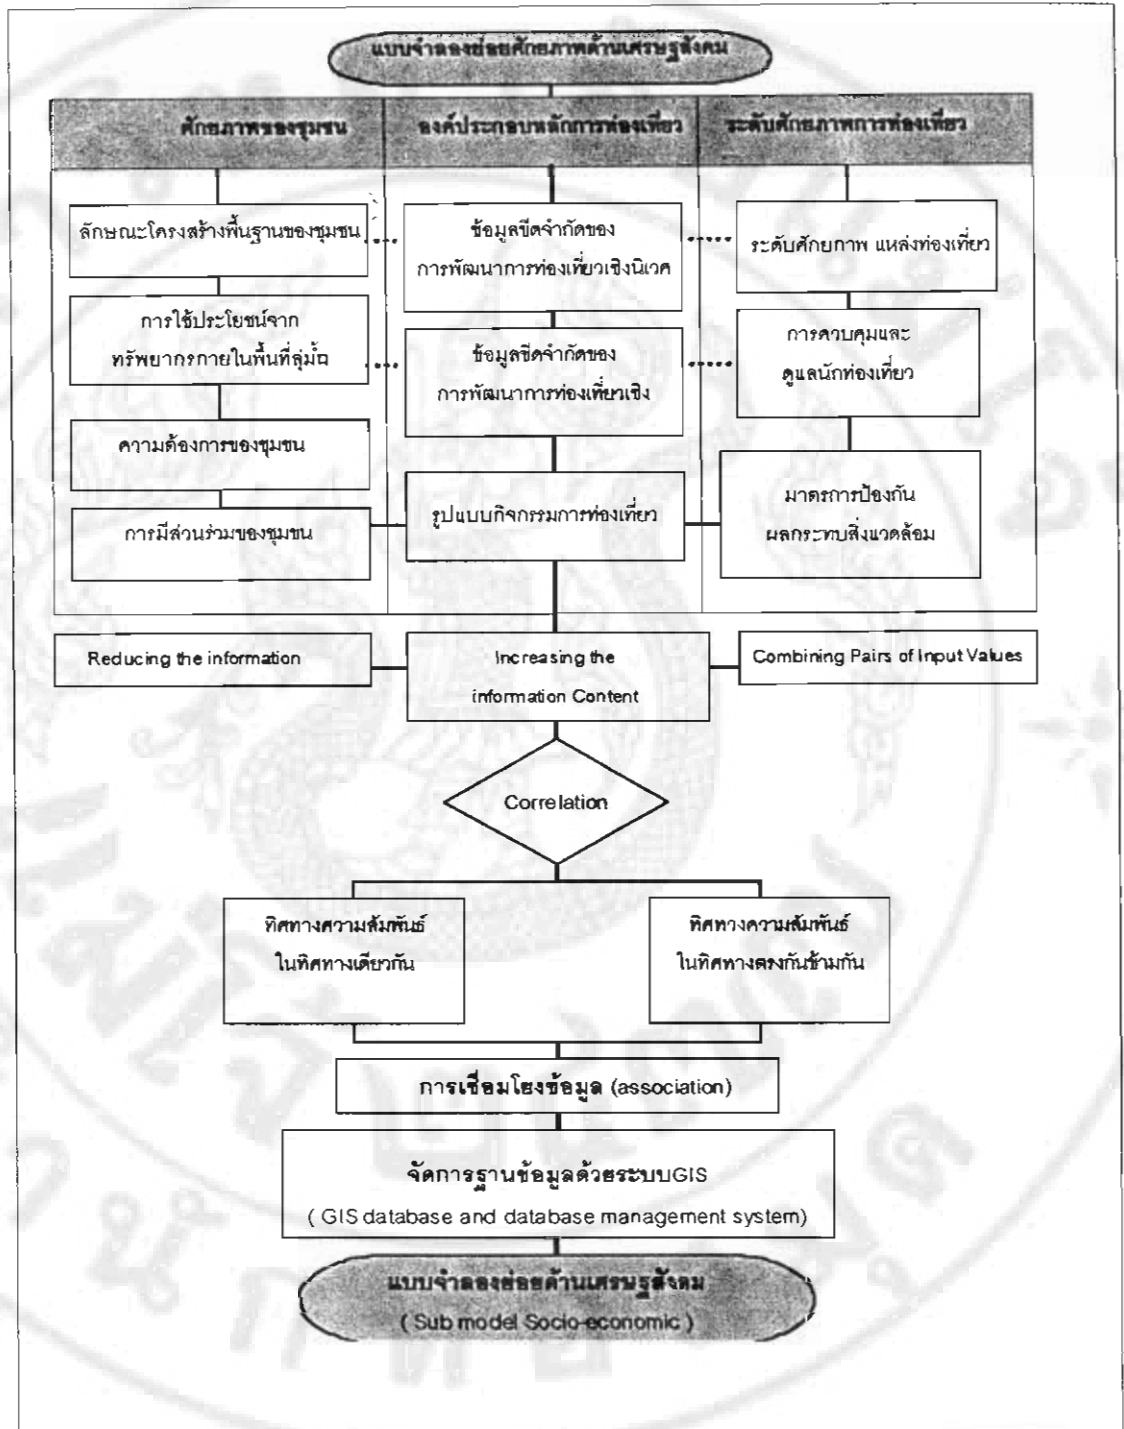 แบบจำลองย่อยศักยภาพด้านเศรษฐสังคม
ศักยภาพของชุมชน
องค์ประกอบหลักการท่องเที่ยว
ระดับศักยภาพการท่องเที่ยว
ลักษณะโครงสร้างพื้นฐานของชุมชน
ข้อมูลขีดจำกัดของ
การพัฒนาการท่องเที่ยวเชิงนิเวศ
ระดับศักยภาพ แหล่งท่องเที่ยว
การใช้ประโยชน์จาก
ทรัพยากรภายในพื้นที่ลุ่มน้ำ
ข้อมูลขีดจำกัดของ
การพัฒนาการท่องเที่ยวเชิง
การควบคุมและ
ดูแลนักท่องเที่ยว
ความต้องการของชุมชน
การมีส่วนร่วมของชุมชน
รูปแบบกิจกรรมการท่องเที่ยว
มาตรการป้องกัน
ผลกระทบสิ่งแวดล้อม
Reducing the information
Increasing the
information Content
Combining Pairs of Input Values
Correlation
ทิศทางความสัมพันธ์
ในทิศทางเดียวกัน
ทิศทางความสัมพันธ์
ในทิศทางตรงกันข้ามกัน
การเชื่อมโยงข้อมูล (association)
จัดการฐานข้อมูลด้วยระบบGIS
( GIS database and database management system)
แบบจำลองย่อยด้านเศรษฐสังคม
( Sub model Socio-economic )